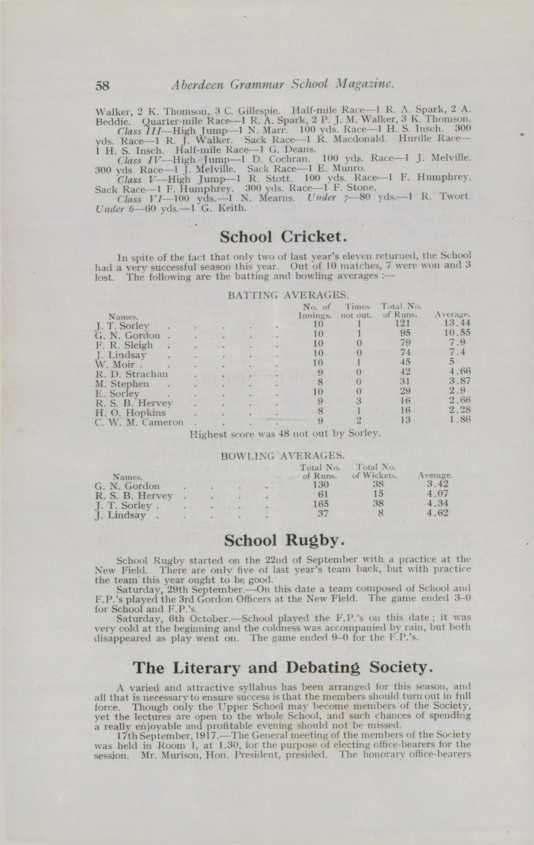 58 Aberdeen Grammar School Magazine.
Walker, 2 K. Thomson, 3 C. Gillespie. Half-mile Race—1 R. A. Spark, 2 A.
Beddie. Quarter-mile Race—1 R. A. Spark, 2 P. J. M. Walker, 3 K. Thomson.
Class III—High Jump—1 N. Marr. 100 yds. Race—1 H. S. Insch. 300
yds. Race—1 R. J. Walker. Sack Race—1 R. Macdonald. Hurdle Race—
1 H. S. Insch. Half-mile Race—1 G. Deans.
Class IV—High Jump—1 D. Cochran. 100 yds. Race—1 J. Melville.
300 yds. Race—1 J. Melville. Sack Race—1 E. Munro.
Class V—High Jump—1 R. Stott. 100 yds. Race—1 F. Humphrey.
Sack Race—1 F. Humphrey. 300 yds. Race—1 F. Stone.
Class VI—100 yds.—1 N. Mearns. Under 7—80 yds.—1 R. Twort.
Under 6—60 yds.—1 G. Keith.
School Cricket.
In spite of the fact that only two of last year's eleven returned, the School
had a very successful season this year. Out of 10 matches, 7 were won and 3
lost. The following are the batting and bowling averages :—
BATTING AVERAGES.
No. of Times Total No.
Names. Innings. not out. of Runs. Average.
J. T. Sorley . . . . . 10 1 121 13.44
G. N. Gordon . . . . . 10 1 95 10.55
F. R. Sleigh . . . . . 10 0 79 7.9
J. Lindsay . . . . . 10 0 74 7.4
W. Moir . . . . . . 10 1 45 5
R. D. Strachan . . . . 9 0 42 4.66
M. Stephen . . . . . 8 0 31 3.87
E. Sorley . . . . . 10 0 29 2.9
R. S. B. Hervey . . . . 9 3 16 2.66
H. O. Hopkins . . . . 8 1 16 2.28
C. W. M. Cameron . . . . 9 2 13 1.86
Highest score was 48 not out by Sorley.
BOWLING AVERAGES.
Total No. Total No.
Names. of Runs. of Wickets. Average.
G. N. Gordon . . . . 130 38 3.42
R. S. B. Hervey . . . . 61 15 4.07
J. T. Sorley . . . . . 165 38 4.34
J. Lindsay . . . . . 37 8 4.62
School Rugby.
School Rugby started on the 22nd of September with a practice at the
New Field. There are only five of last year's team back, but with practice
the team this year ought to be good.
Saturday, 29th September.—On this date a team composed of School and
F.P.'s played the 3rd Gordon Officers at the New Field. The game ended 3–0
for School and F.P.'s.
Saturday, 6th October.—School played the F.P.'s on this date; it was
very cold at the beginning and the coldness was accompanied by rain, but both
disappeared as play went on. The game ended 9–0 for the F.P.'s.
The Literary and Debating Society.
A varied and attractive syllabus has been arranged for this season, and
all that is necessary to ensure success is that the members should turn out in full
force. Though only the Upper School may become members of the Society,
yet the lectures are open to the whole School, and such chances of spending
a really enjoyable and profitable evening should not be missed.
17th September, 1917.—The General meeting of the members of the Society
was held in Room 1, at 1.30, for the purpose of electing office-bearers for the
session. Mr. Murison, Hon. President, presided. The honorary office-bearers